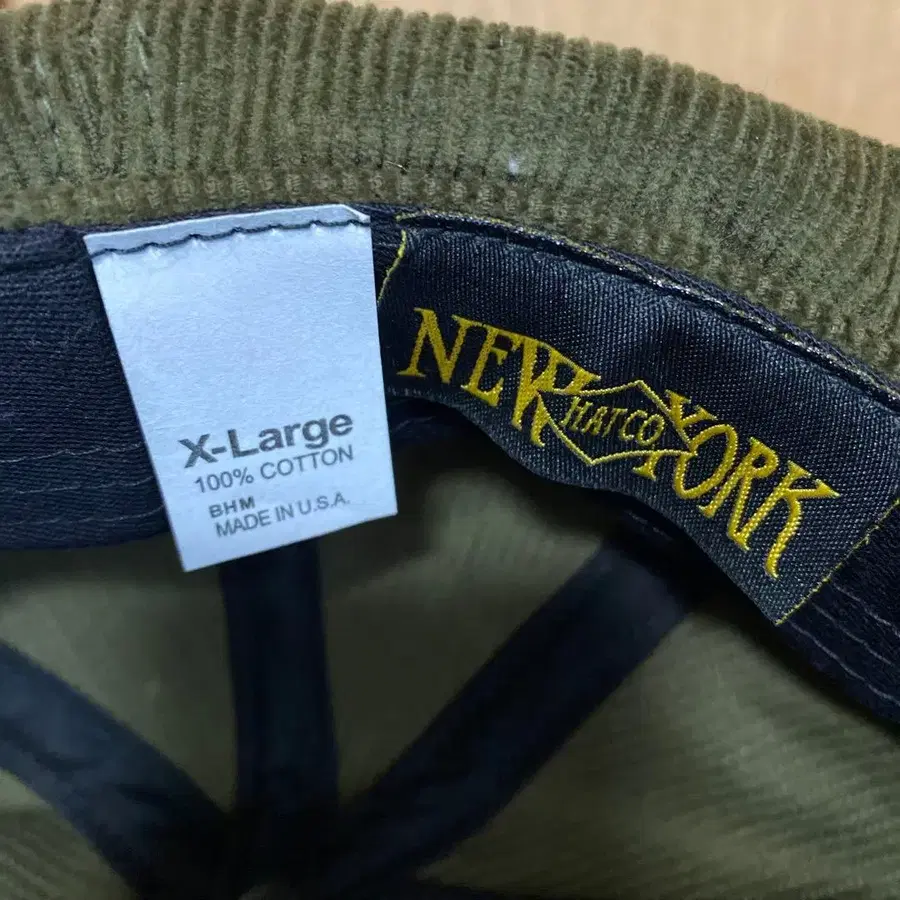 X-Large
100% COTTON
BHM
MADE IN U.S.A.
NEW YORK
HATCO